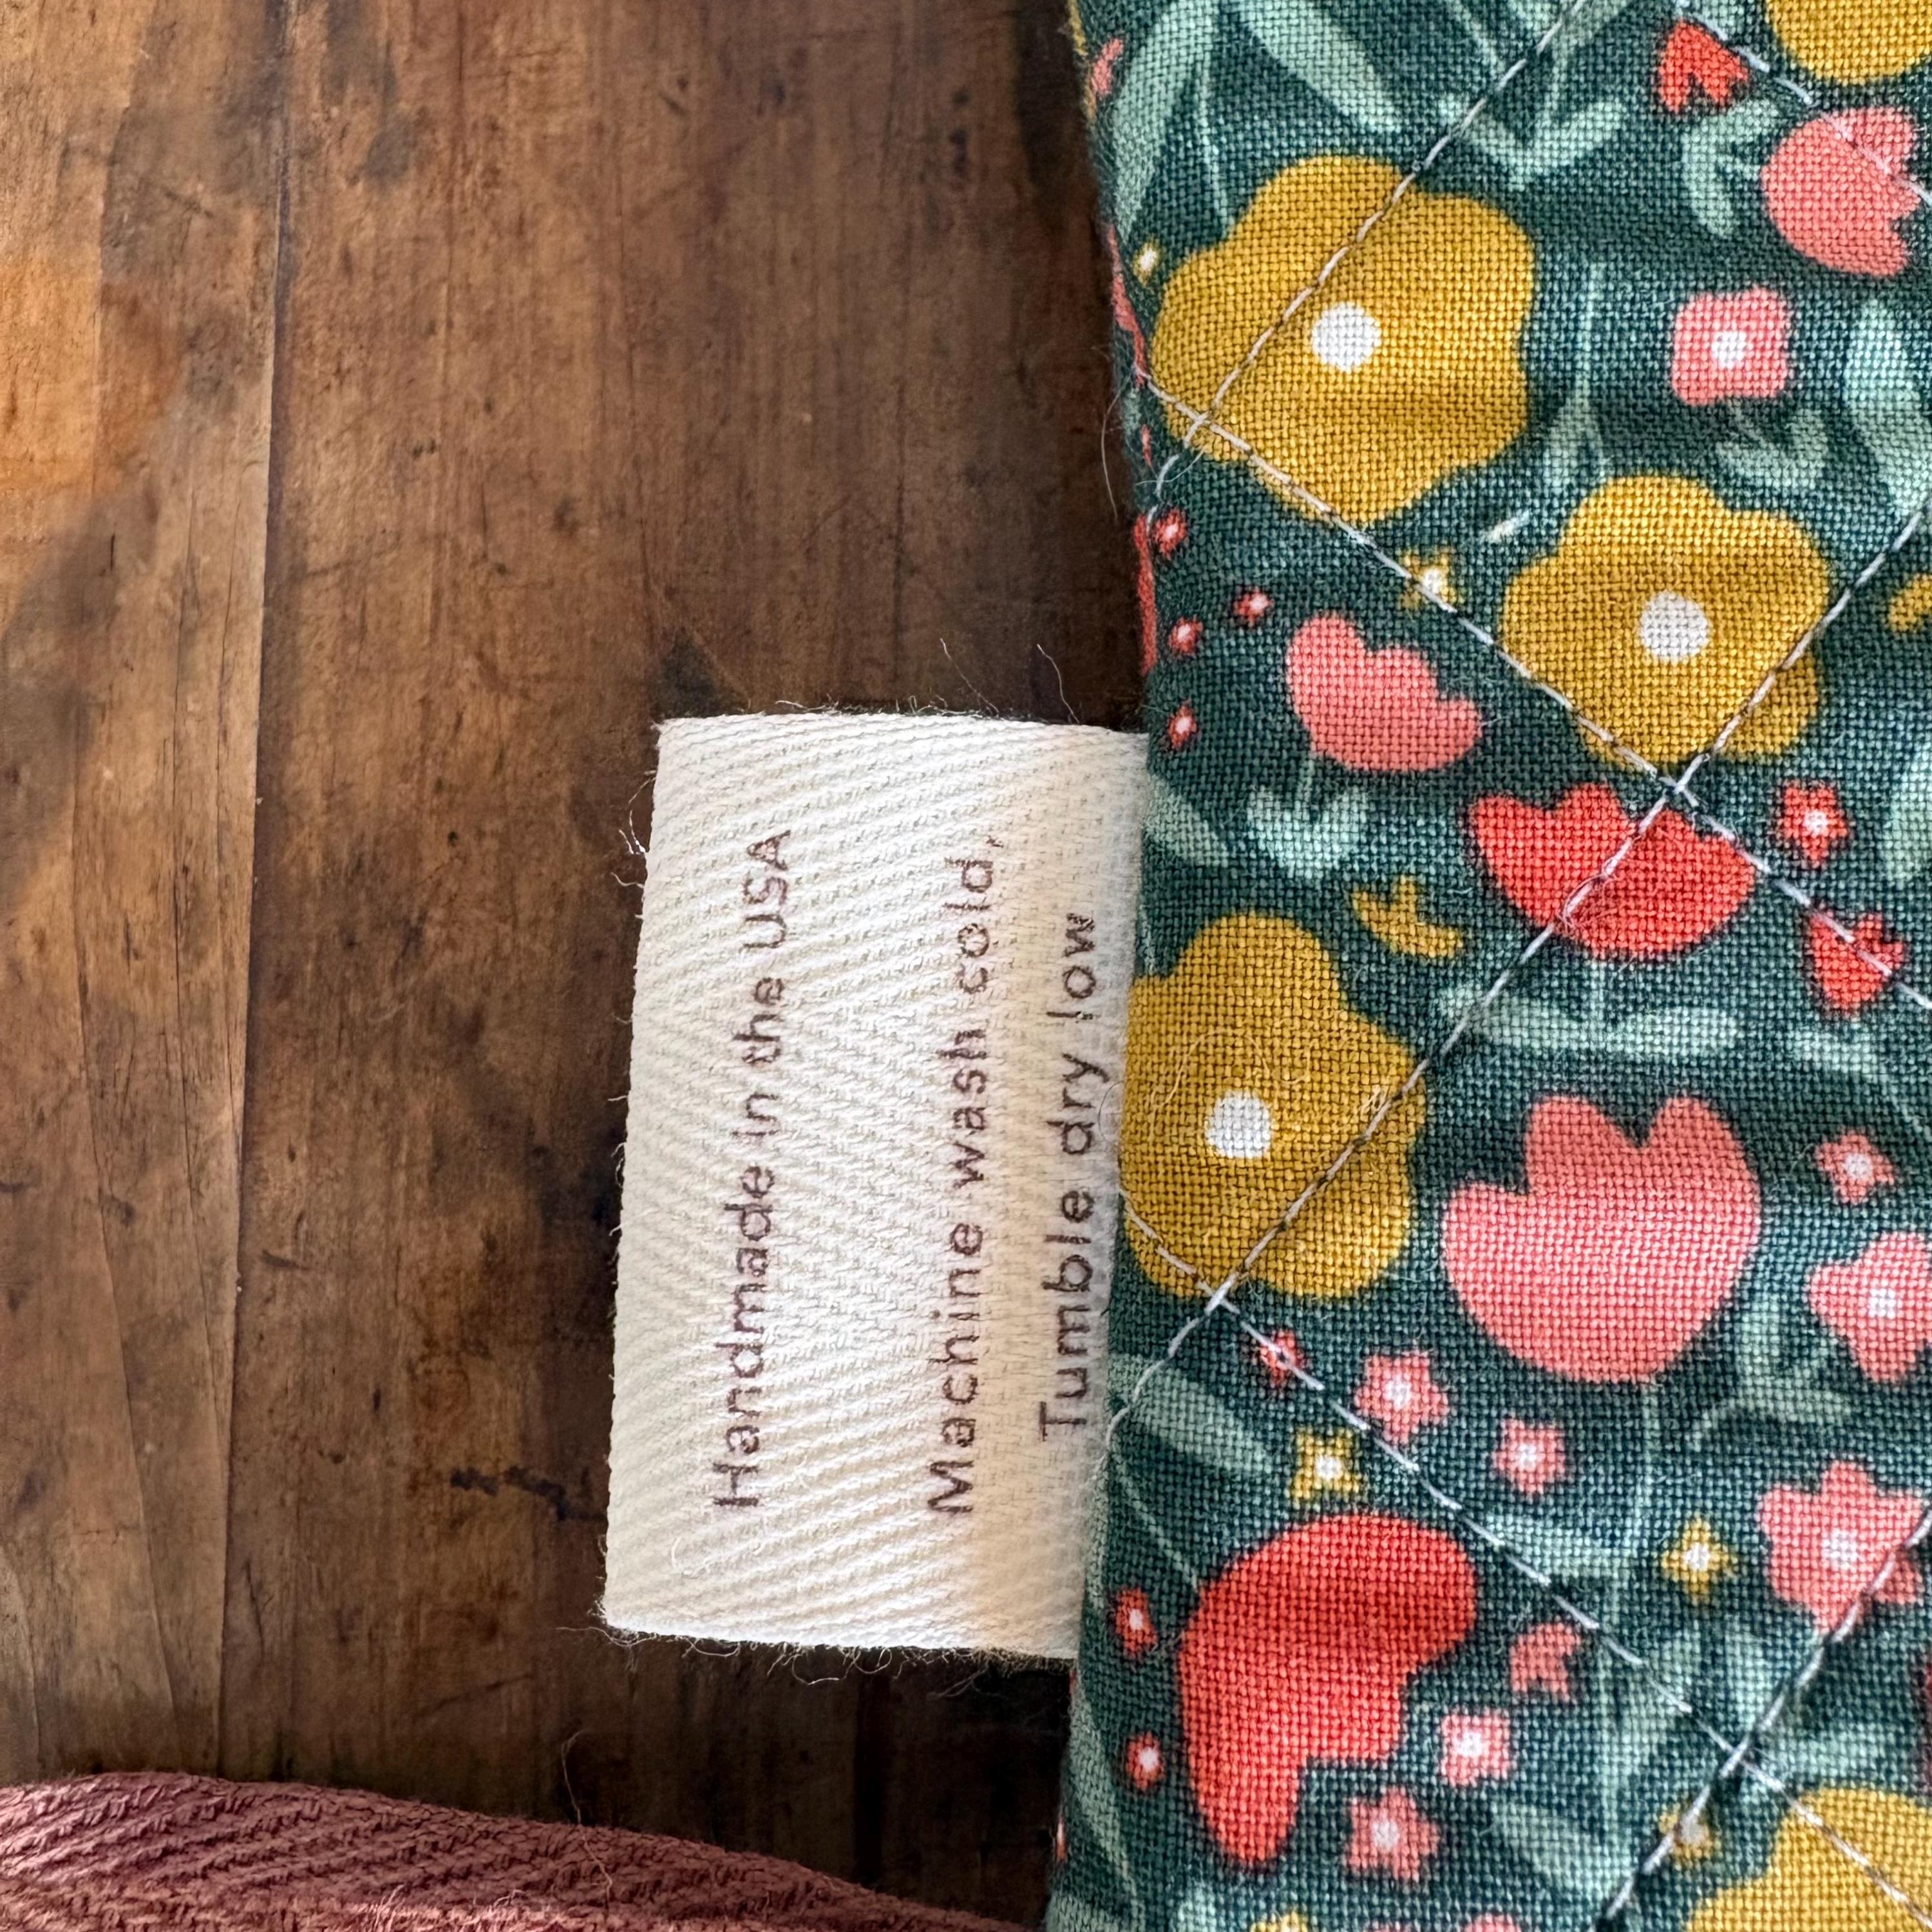 Handmade in the USA
Machine wash cold,
Tumble dry low